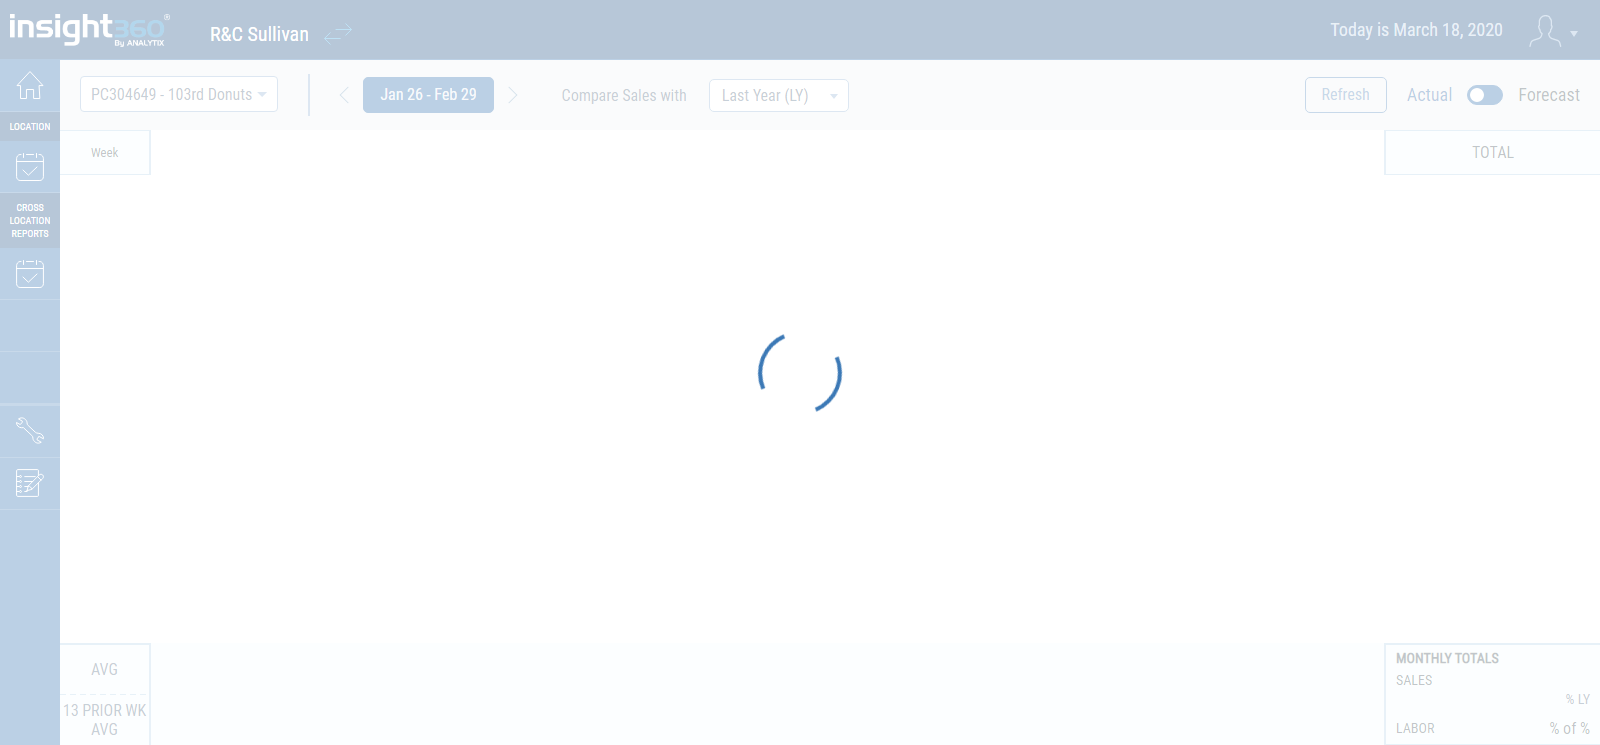 insight360®
By ANALYTIX
R&C Sullivan
Today is March 18, 2020
PC304649 - 103rd Donuts
Jan 26 - Feb 29
Compare Sales with
Last Year (LY)
Refresh
Actual
Forecast
LOCATION
CROSS
LOCATION
REPORTS
Week
TOTAL
AVG
13 PRIOR WK
AVG
MONTHLY TOTALS
SALES
% LY
LABOR
% of %